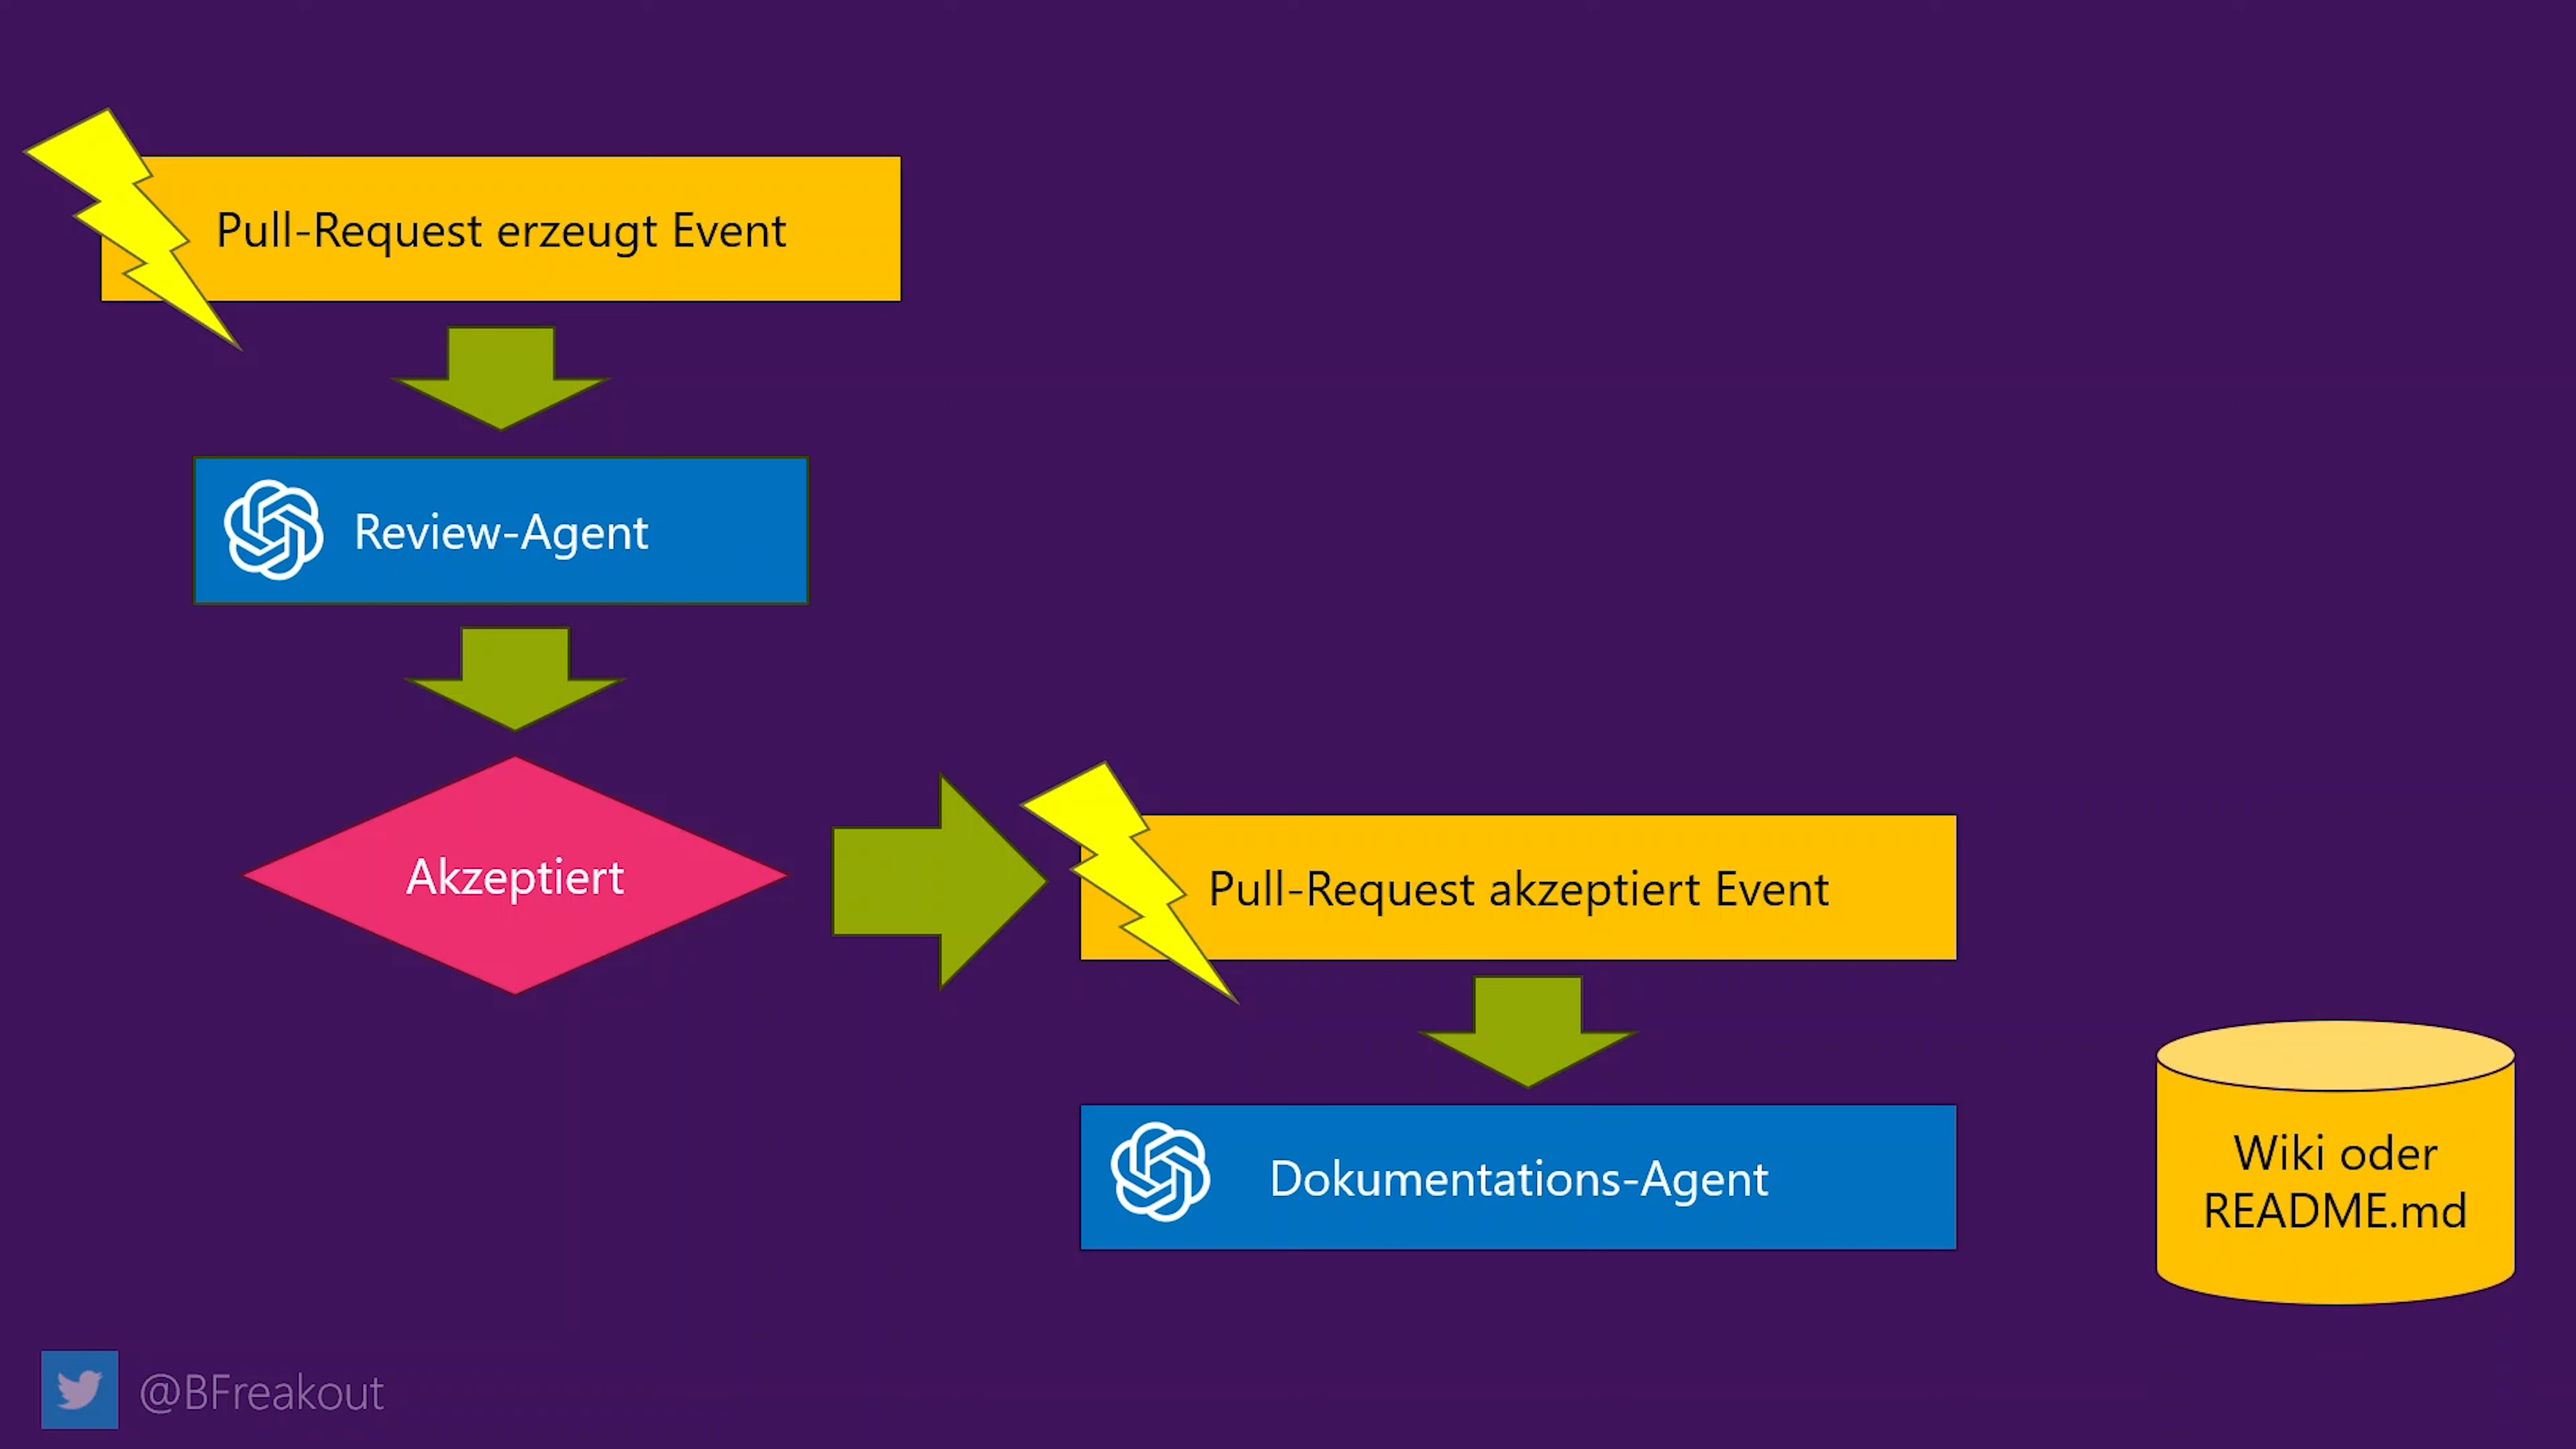 Pull-Request erzeugt Event
Review-Agent
Akzeptiert
Pull-Request akzeptiert Event
Dokumentations-Agent
Wiki oder
README.md
@BFreakout